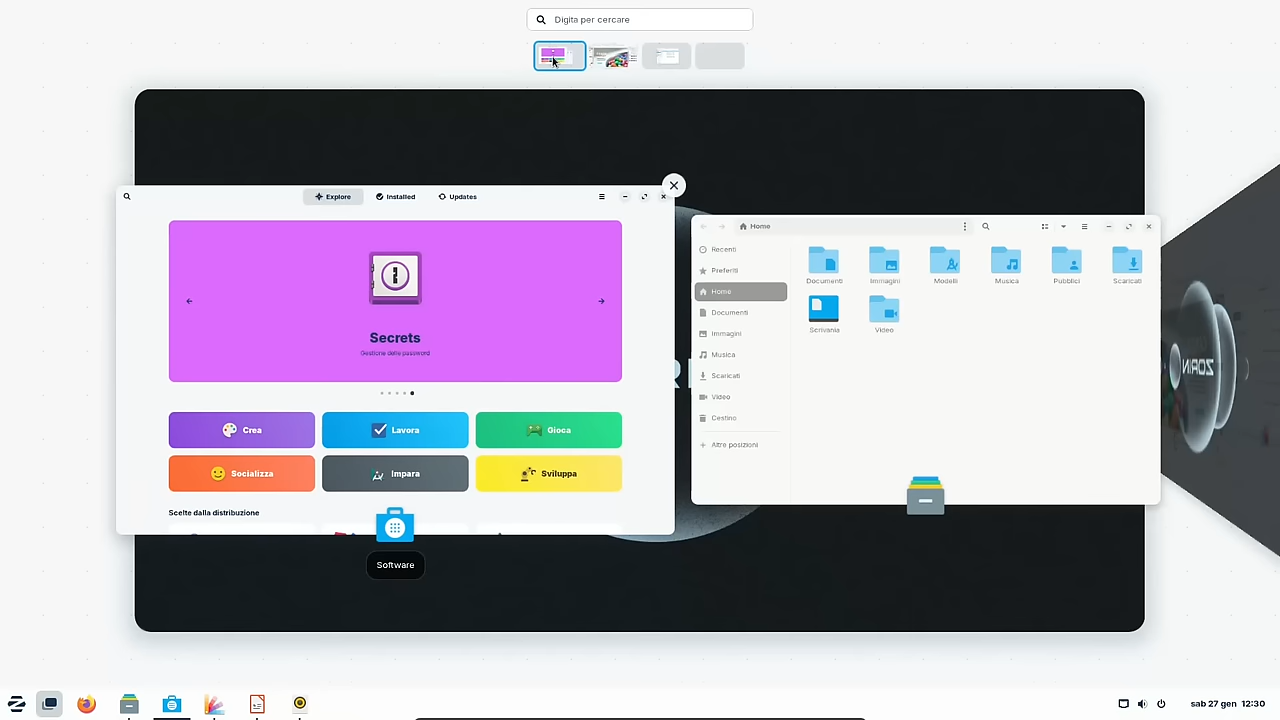 Digita per cercare
Explore
Installed
Updates
Secrets
Gestione delle password
Crea
Lavora
Gioca
Socializza
Impara
Sviluppa
Scelte dalla distribuzione
Software
Home
Recenti
Preferiti
Home
Documenti
Immagini
Musica
Scaricati
Video
Cestino
Altre posizioni
Documenti
Immagini
Modelli
Musica
Pubblici
Scaricati
Scrivania
Video
ZORIN
sab 27 gen 12:30